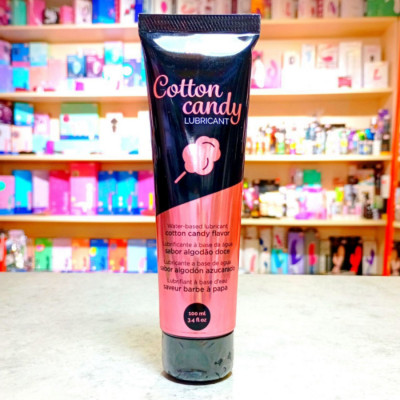 Cotton
candy
LUBRICANT
Water-based lubricant
cotton candy flavor
Lubrificante à base de água
sabor algodão doce
Lubricante à base de agua
sabor algodón azucarado
Lubrifiant à base d'eau
saveur barbe à papa
100 ml
3.4 fl oz